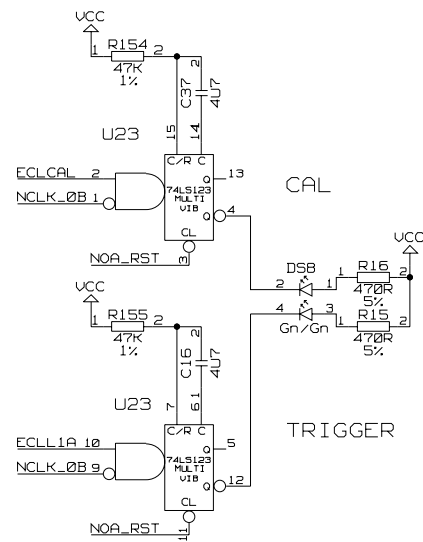 VCC
1 R154 2
47K
1%
2
C37
4U7
U23
15
14
C/R C
ECLCAL 2
Q 13
NCLK_0B 1
74LS123
MULTI
VIB
Q 4
CAL
CL
NOA_RST
3
VCC
DSB
2 1
1 R16 2
470R
5%
4 3
Gn/Gn
1 R15 2
470R
5%
VCC
1 R155 2
47K
1%
2
C16
4U7
1
U23
7
6
C/R C
TRIGGER
ECLL1A 10
Q 5
NCLK_0B 9
74LS123
MULTI
VIB
Q 12
CL
NOA_RST
11